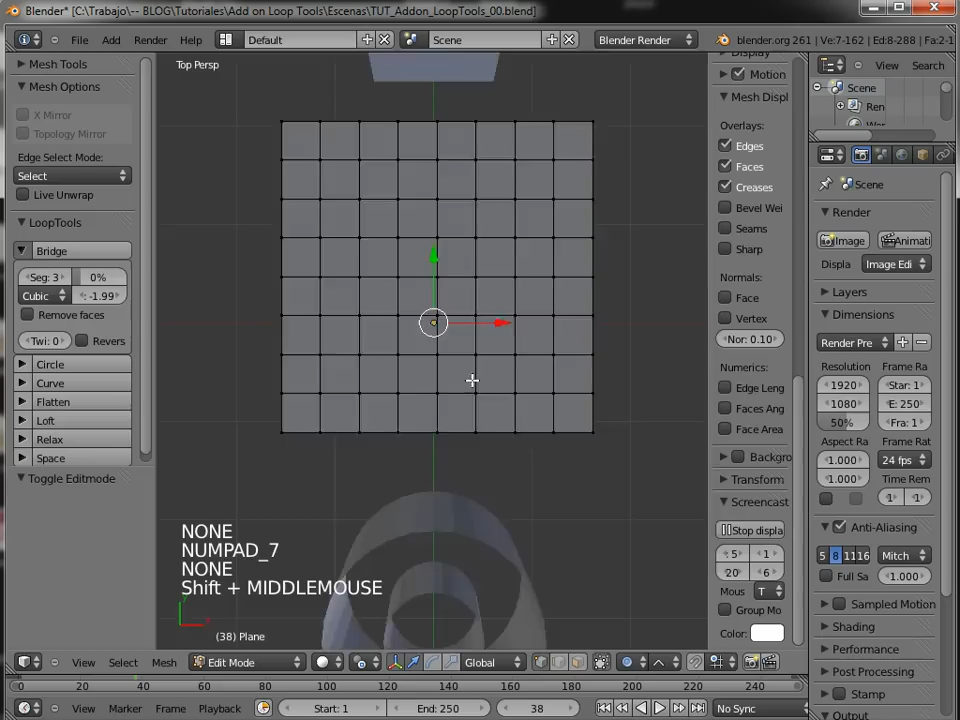 Blender* [C:\Trabajo\-- BLOG\Tutoriales\Add on Loop Tools\Escenas\TUT_Addon_LoopTools_00.blend]
File Add Render Help Default Scene Blender Render blender.org 261 | Ve:7-162 | Ed:8-288 | Fa:2-1
Mesh Tools
Mesh Options
X Mirror
Topology Mirror
Edge Select Mode:
Select
Live Unwrap
LoopTools
Bridge
Seg: 3 0%
Cubic : -1.99
Remove faces
Twi: 0 Revers
Circle
Curve
Flatten
Loft
Relax
Space
Toggle Editmode
Top Persp
NONE
NUMPAD_7
NONE
Shift + MIDDLEMOUSE
(38) Plane
Motion
Mesh Displ
Overlays:
Edges
Faces
Creases
Bevel Wei
Seams
Sharp
Normals:
Face
Vertex
Nor: 0.10
Numerics:
Edge Leng
Faces Ang
Face Area
Backgro
Transform
Screencast
Stop displa
: 5 1
20 6
Mous T
Group Mo
Color:
View Search
Scene
Ren
Scene
Render
Image Animati
Displa Image Edi
Layers
Dimensions
Render Pre
Resolution Frame Ra
1920 Star: 1
1080 E: 250
50% Fra: 1
Aspect Ra Frame Rat
1.000 24 fps
1.000 Time Rem
1 1
Anti-Aliasing
5 8 11 16 Mitch
Full Sa 1.000
Sampled Motion
Shading
Performance
Post Processing
Stamp
Output
View Select Mesh Edit Mode Global
0 20 40 60 80 100 120 140 160 180 200 220 240
View Marker Frame Playback Start: 1 End: 250 38 No Sync